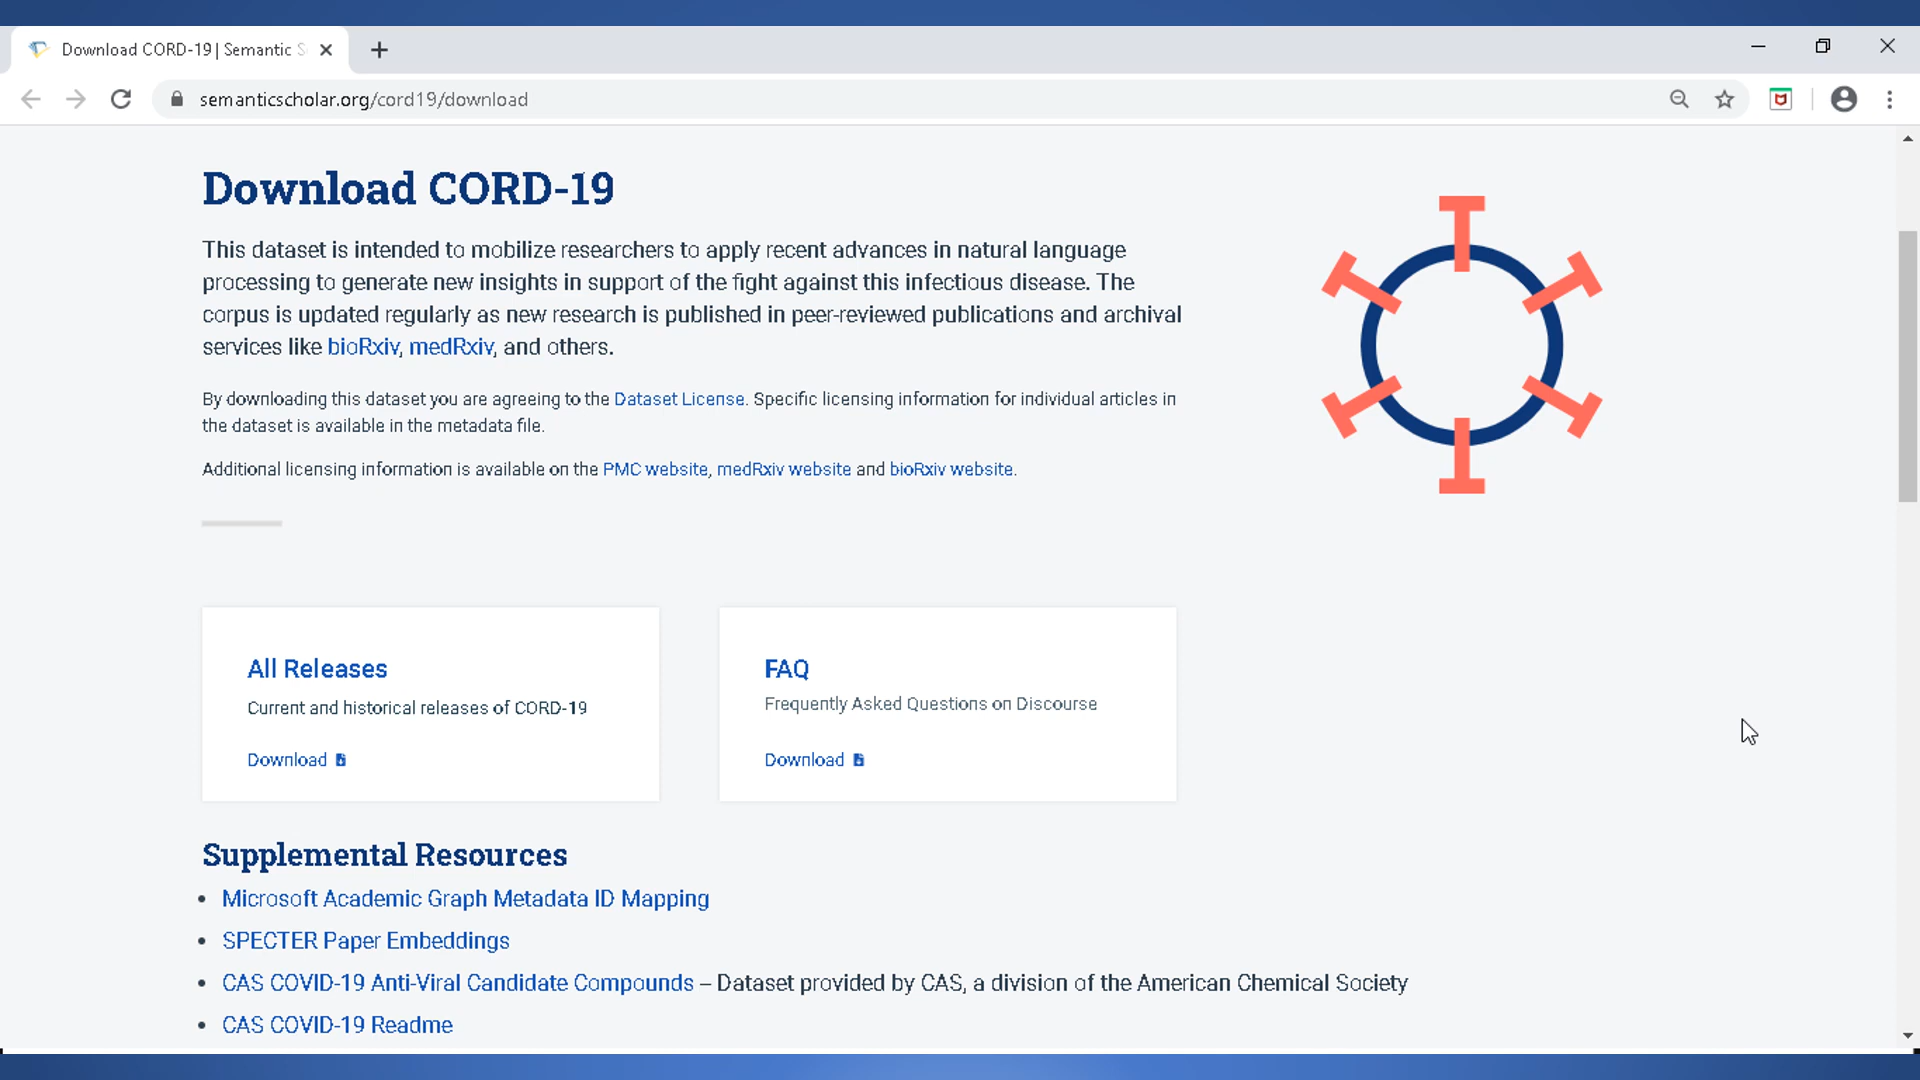 Download CORD-19 | Semantic S
semanticscholar.org/cord19/download
Download CORD-19
This dataset is intended to mobilize researchers to apply recent advances in natural language
processing to generate new insights in support of the fight against this infectious disease. The
corpus is updated regularly as new research is published in peer-reviewed publications and archival
services like bioRxiv, medRxiv, and others.
By downloading this dataset you are agreeing to the Dataset License. Specific licensing information for individual articles in
the dataset is available in the metadata file.
Additional licensing information is available on the PMC website, medRxiv website and bioRxiv website.
All Releases
Current and historical releases of CORD-19
Download
FAQ
Frequently Asked Questions on Discourse
Download
Supplemental Resources
• Microsoft Academic Graph Metadata ID Mapping
• SPECTER Paper Embeddings
• CAS COVID-19 Anti-Viral Candidate Compounds – Dataset provided by CAS, a division of the American Chemical Society
• CAS COVID-19 Readme